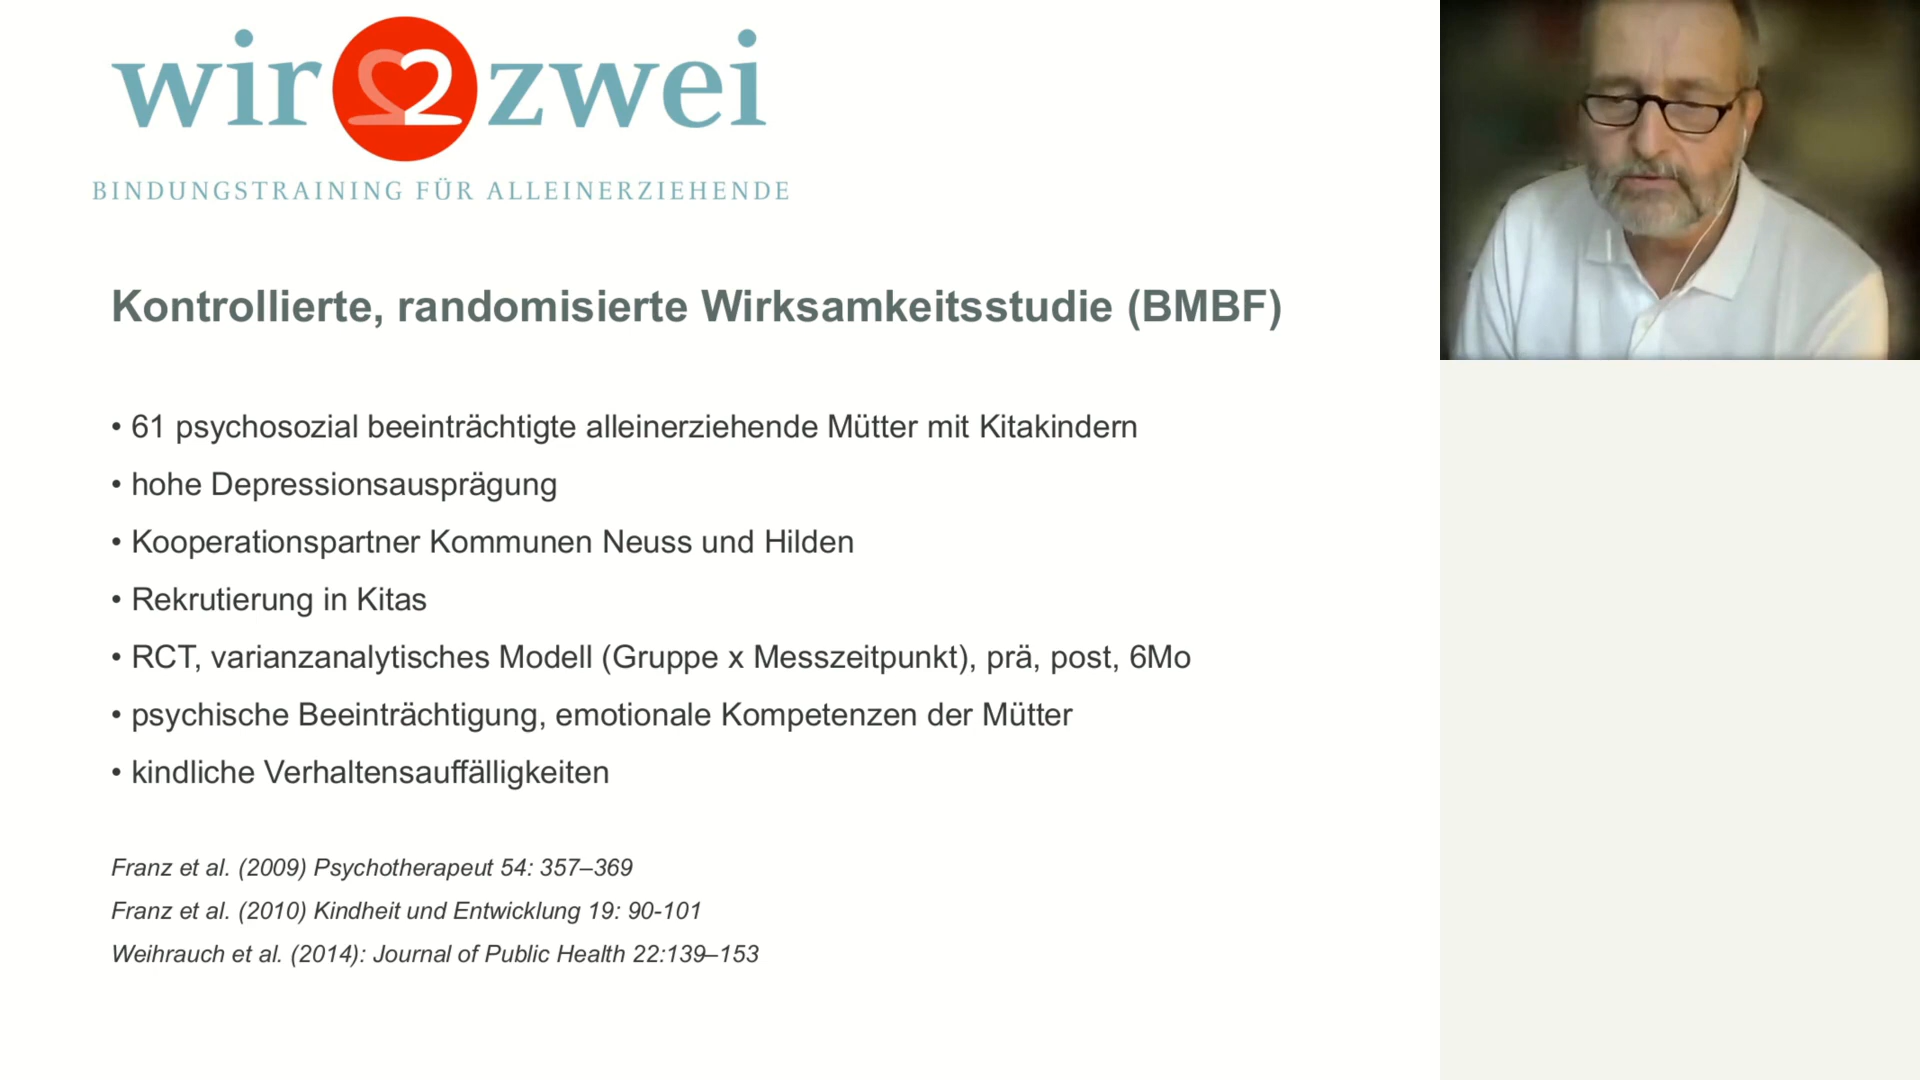 wir2zwei
BINDUNGSTRAINING FÜR ALLEINERZIEHENDE
Kontrollierte, randomisierte Wirksamkeitsstudie (BMBF)
• 61 psychosozial beeinträchtigte alleinerziehende Mütter mit Kitakindern
• hohe Depressionsausprägung
• Kooperationspartner Kommunen Neuss und Hilden
• Rekrutierung in Kitas
• RCT, varianzanalytisches Modell (Gruppe x Messzeitpunkt), prä, post, 6Mo
• psychische Beeinträchtigung, emotionale Kompetenzen der Mütter
• kindliche Verhaltensauffälligkeiten
Franz et al. (2009) Psychotherapeut 54: 357–369
Franz et al. (2010) Kindheit und Entwicklung 19: 90-101
Weihrauch et al. (2014): Journal of Public Health 22:139–153